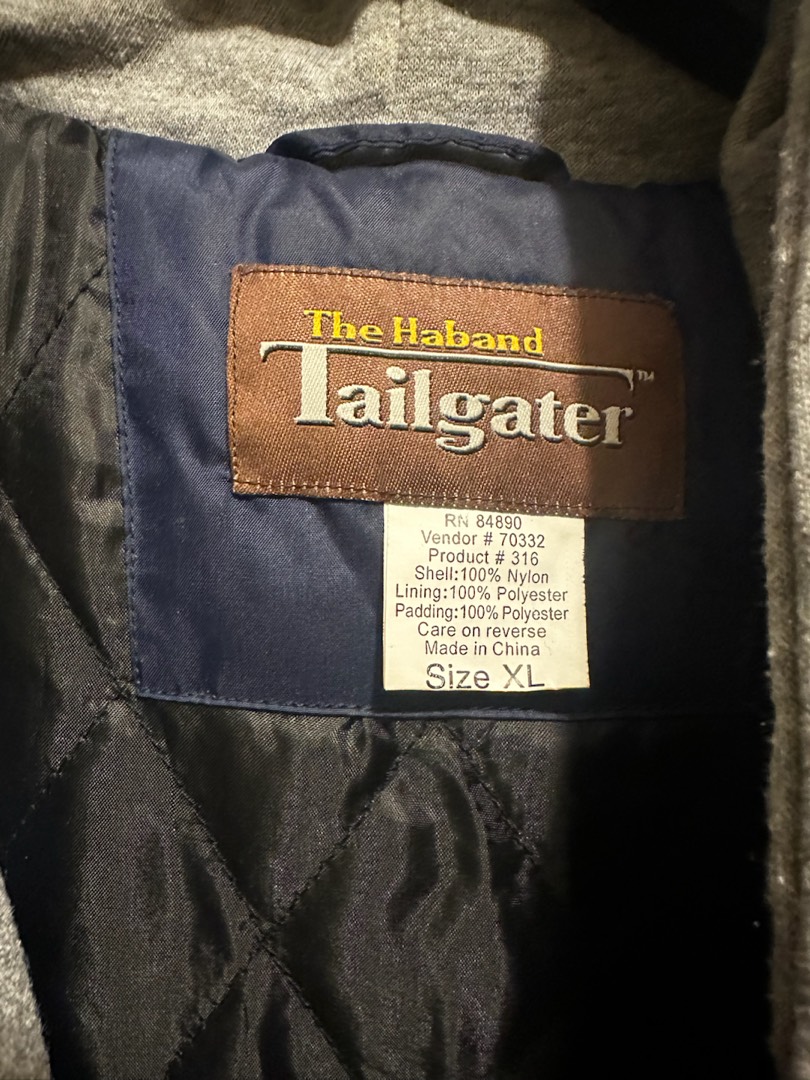 The Haband
Tailgater™
RN 84890
Vendor # 70332
Product # 316
Shell:100% Nylon
Lining:100% Polyester
Padding:100% Polyester
Care on reverse
Made in China
Size XL